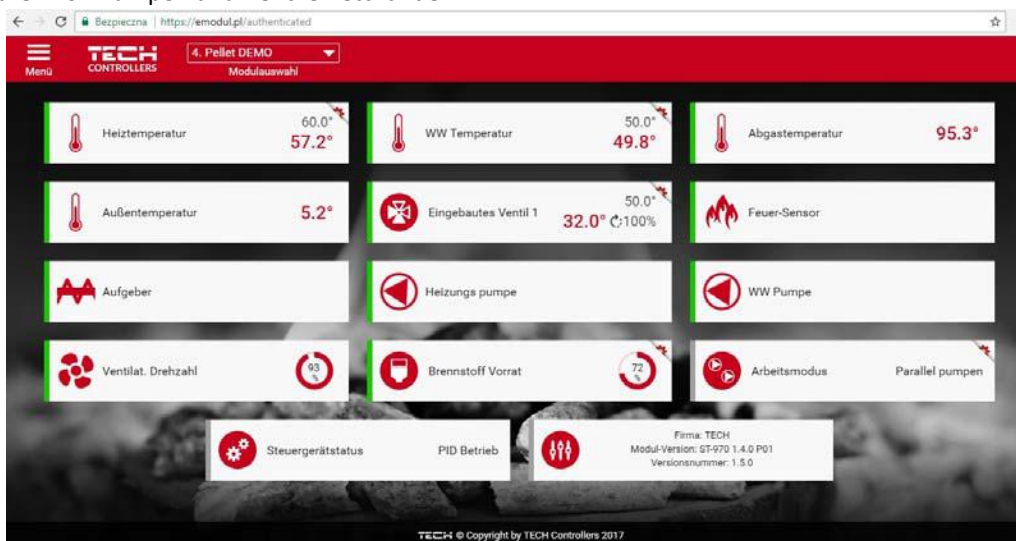 Bezpieczna | https://emodul.pl/authenticated
TECH
CONTROLLERS
4. Pellet DEMO
Menü
Modulauswahl
Heiztemperatur
60.0°
57.2°
WW Temperatur
50.0°
49.8°
Abgastemperatur
95.3°
Außentemperatur
5.2°
Eingebautes Ventil 1
50.0°
32.0° 100%
Feuer-Sensor
Aufgeber
Heizungs pumpe
WW Pumpe
Ventilat. Drehzahl
93
%
Brennstoff Vorrat
72
%
Arbeitsmodus
Parallel pumpen
Steuergerätstatus
PID Betrieb
Firma: TECH
Modul-Version: ST-970 1.4.0 P01
Versionsnummer: 1.5.0
TECH © Copyright by TECH Controllers 2017